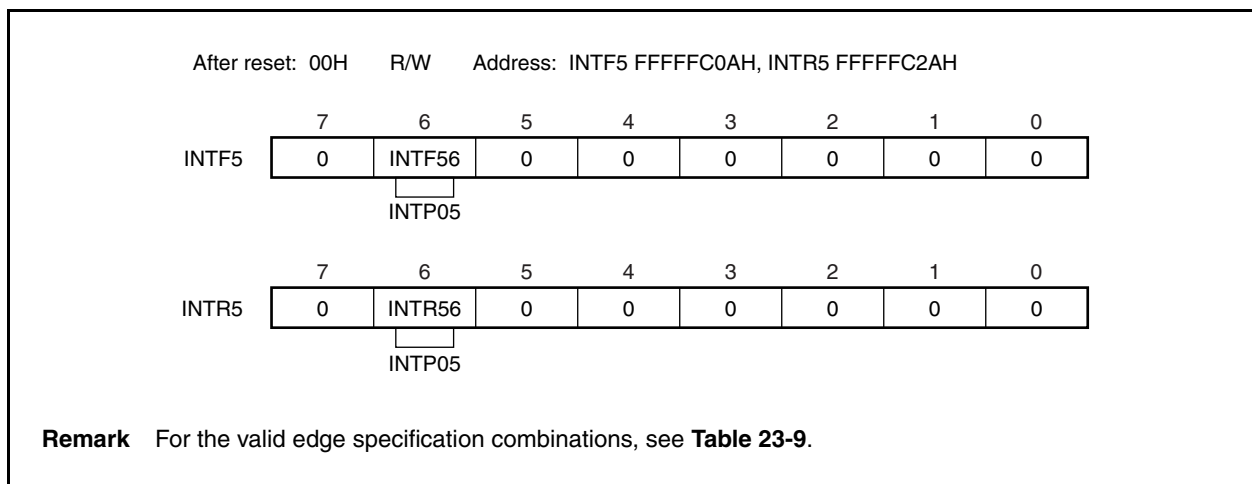 After reset: 00H R/W Address: INTF5 FFFFFC0AH, INTR5 FFFFFC2AH
7 6 5 4 3 2 1 0
INTF5 0 INTF56 0 0 0 0 0 0
INTP05
7 6 5 4 3 2 1 0
INTR5 0 INTR56 0 0 0 0 0 0
INTP05
Remark For the valid edge specification combinations, see Table 23-9.